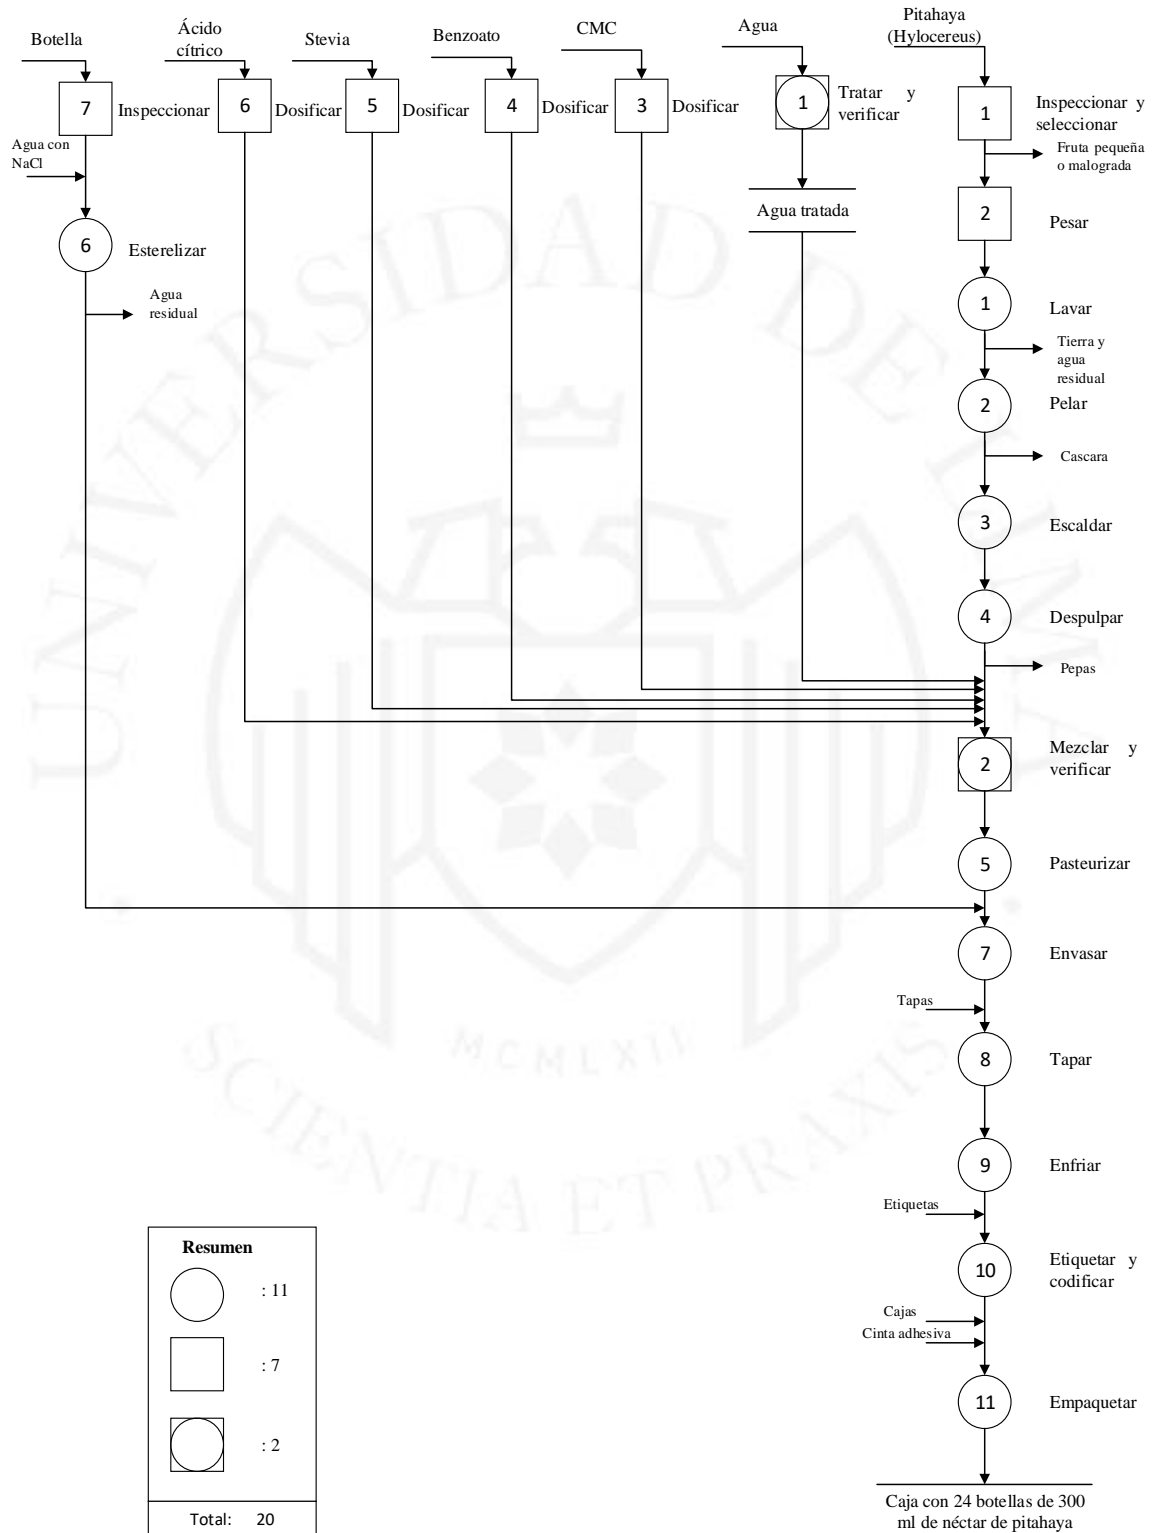 Botella
Ácido
cítrico
Stevia
Benzoato
CMC
Agua
Pitahaya
(Hylocereus)
7
Inspeccionar
6
Dosificar
5
Dosificar
4
Dosificar
3
Dosificar
1
Tratar y
verificar
1
Inspeccionar y
seleccionar
Agua con
NaCl
Fruta pequeña
o malograda
Agua tratada
2
Pesar
6
Esterelizar
Agua
residual
1
Lavar
Tierra y
agua
residual
2
Pelar
Cascara
3
Escaldar
4
Despulpar
Pepas
2
Mezclar y
verificar
5
Pasteurizar
7
Envasar
Tapas
8
Tapar
9
Enfriar
Etiquetas
10
Etiquetar y
codificar
Cajas
Cinta adhesiva
11
Empaquetar
Caja con 24 botellas de 300
ml de néctar de pitahaya
Resumen
: 11
: 7
: 2
Total: 20
UNIVERSIDAD DE LIMA
MCMLXII
SCIENTIA ET PRAXIS